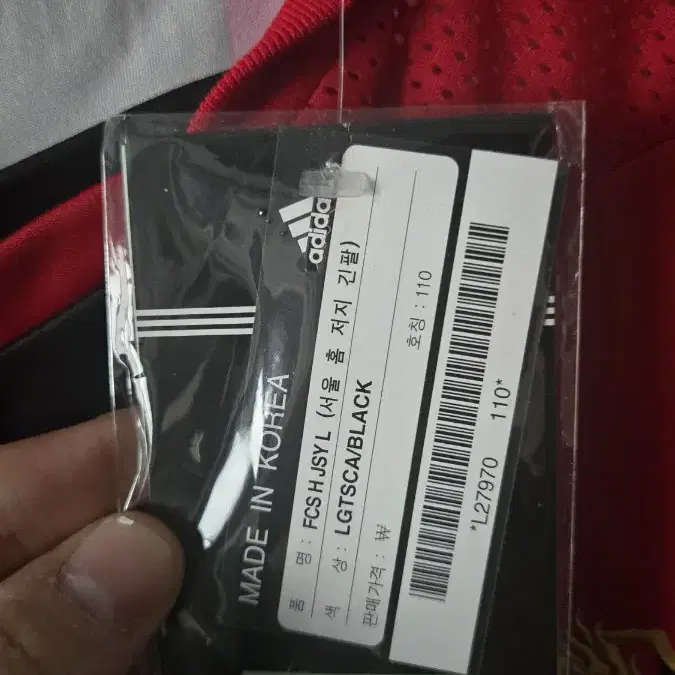 adidas
MADE IN KOREA
품 명 : FCS H JSY L (서울 홈 저지 긴팔)
색 상 : LGTSCA/BLACK
판매가격 : ₩
호칭 : 110
*L27970 110*